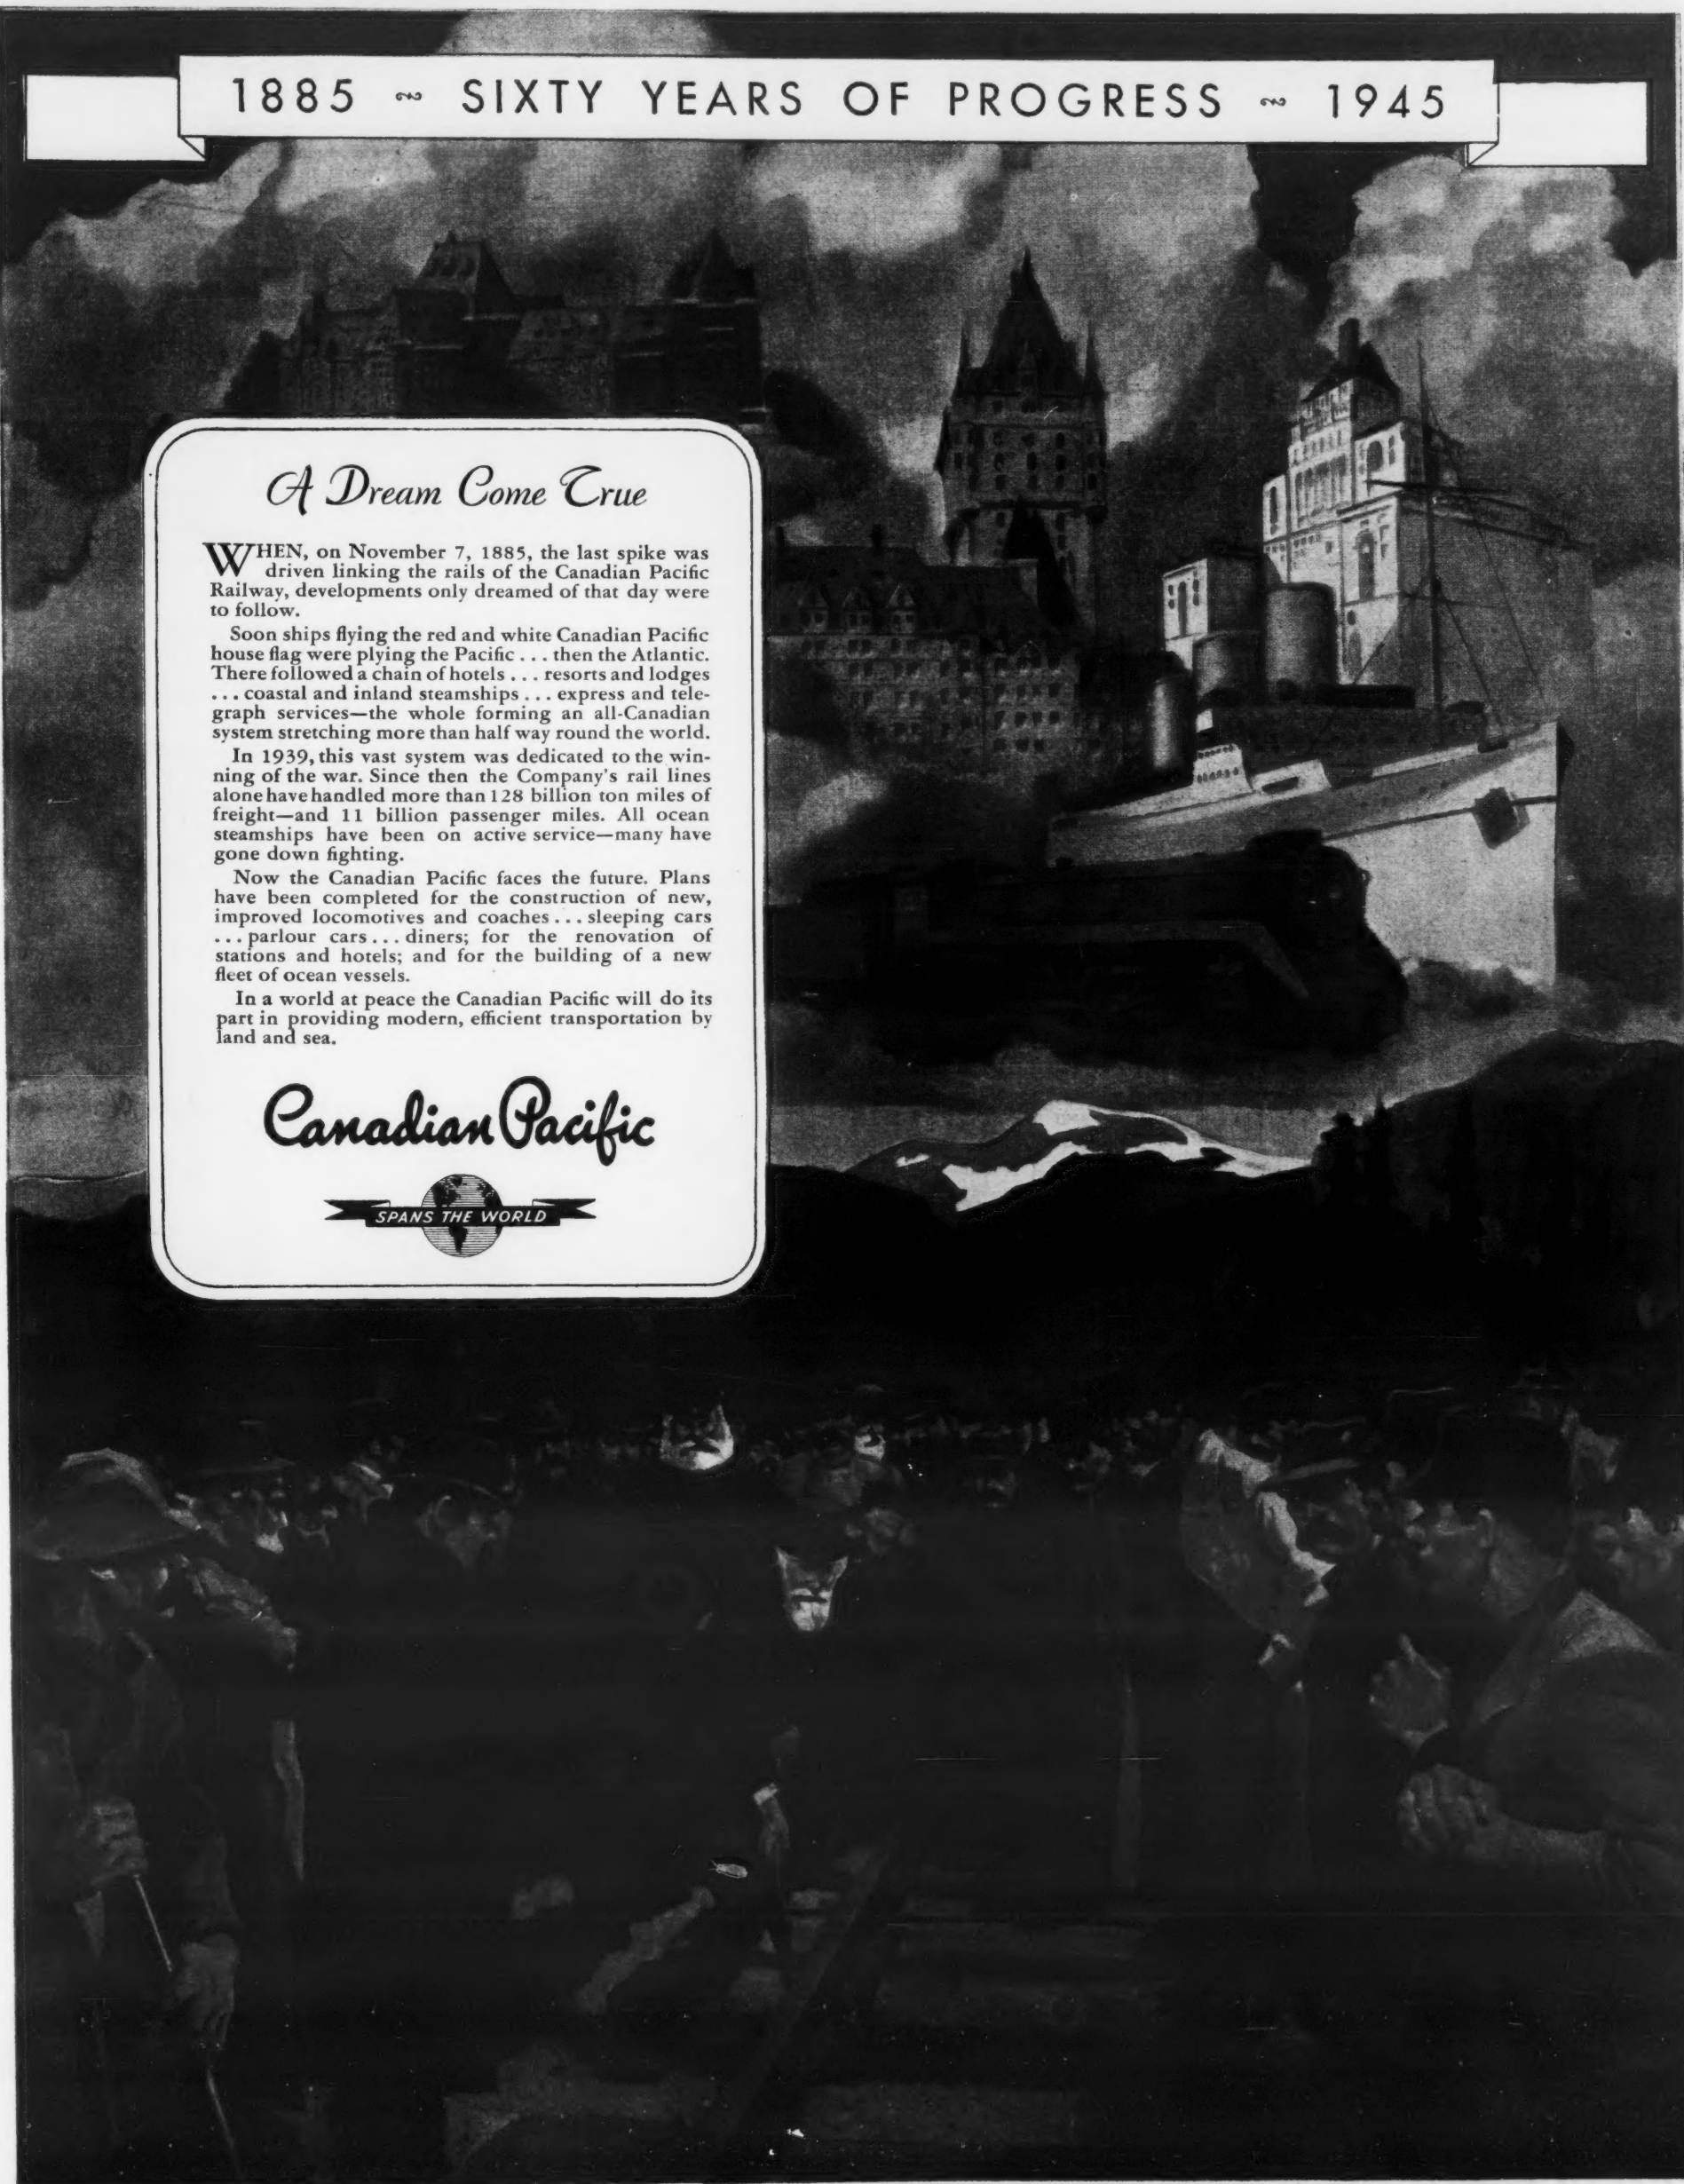 1885 ~ SIXTY YEARS OF PROGRESS ~ 1945
A Dream Come True
WHEN, on November 7, 1885, the last spike was
driven linking the rails of the Canadian Pacific
Railway, developments only dreamed of that day were
to follow.
Soon ships flying the red and white Canadian Pacific
house flag were plying the Pacific . . . then the Atlantic.
There followed a chain of hotels . . . resorts and lodges
. . . coastal and inland steamships . . . express and tele-
graph services—the whole forming an all-Canadian
system stretching more than half way round the world.
In 1939, this vast system was dedicated to the win-
ning of the war. Since then the Company's rail lines
alone have handled more than 128 billion ton miles of
freight—and 11 billion passenger miles. All ocean
steamships have been on active service—many have
gone down fighting.
Now the Canadian Pacific faces the future. Plans
have been completed for the construction of new,
improved locomotives and coaches . . . sleeping cars
. . . parlour cars . . . diners; for the renovation of
stations and hotels; and for the building of a new
fleet of ocean vessels.
In a world at peace the Canadian Pacific will do its
part in providing modern, efficient transportation by
land and sea.
Canadian Pacific
SPANS THE WORLD